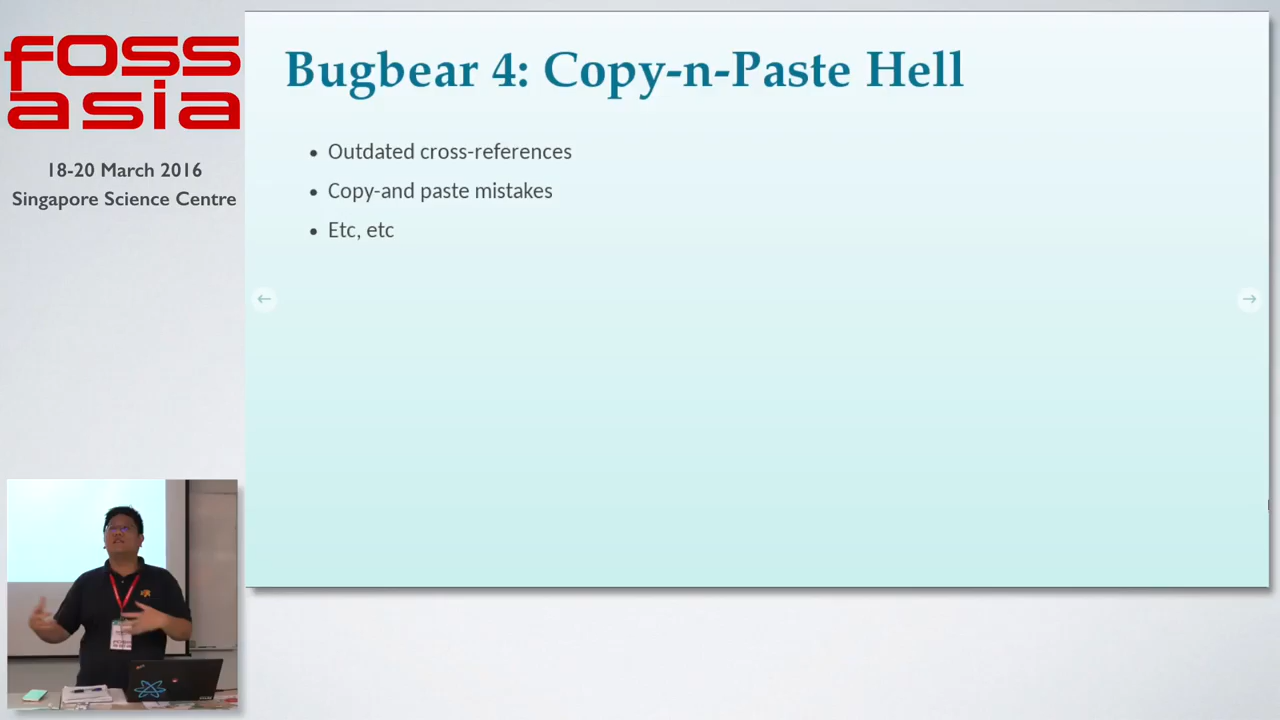 foss
asia
18-20 March 2016
Singapore Science Centre
Bugbear 4: Copy-n-Paste Hell
• Outdated cross-references
• Copy-and paste mistakes
• Etc, etc